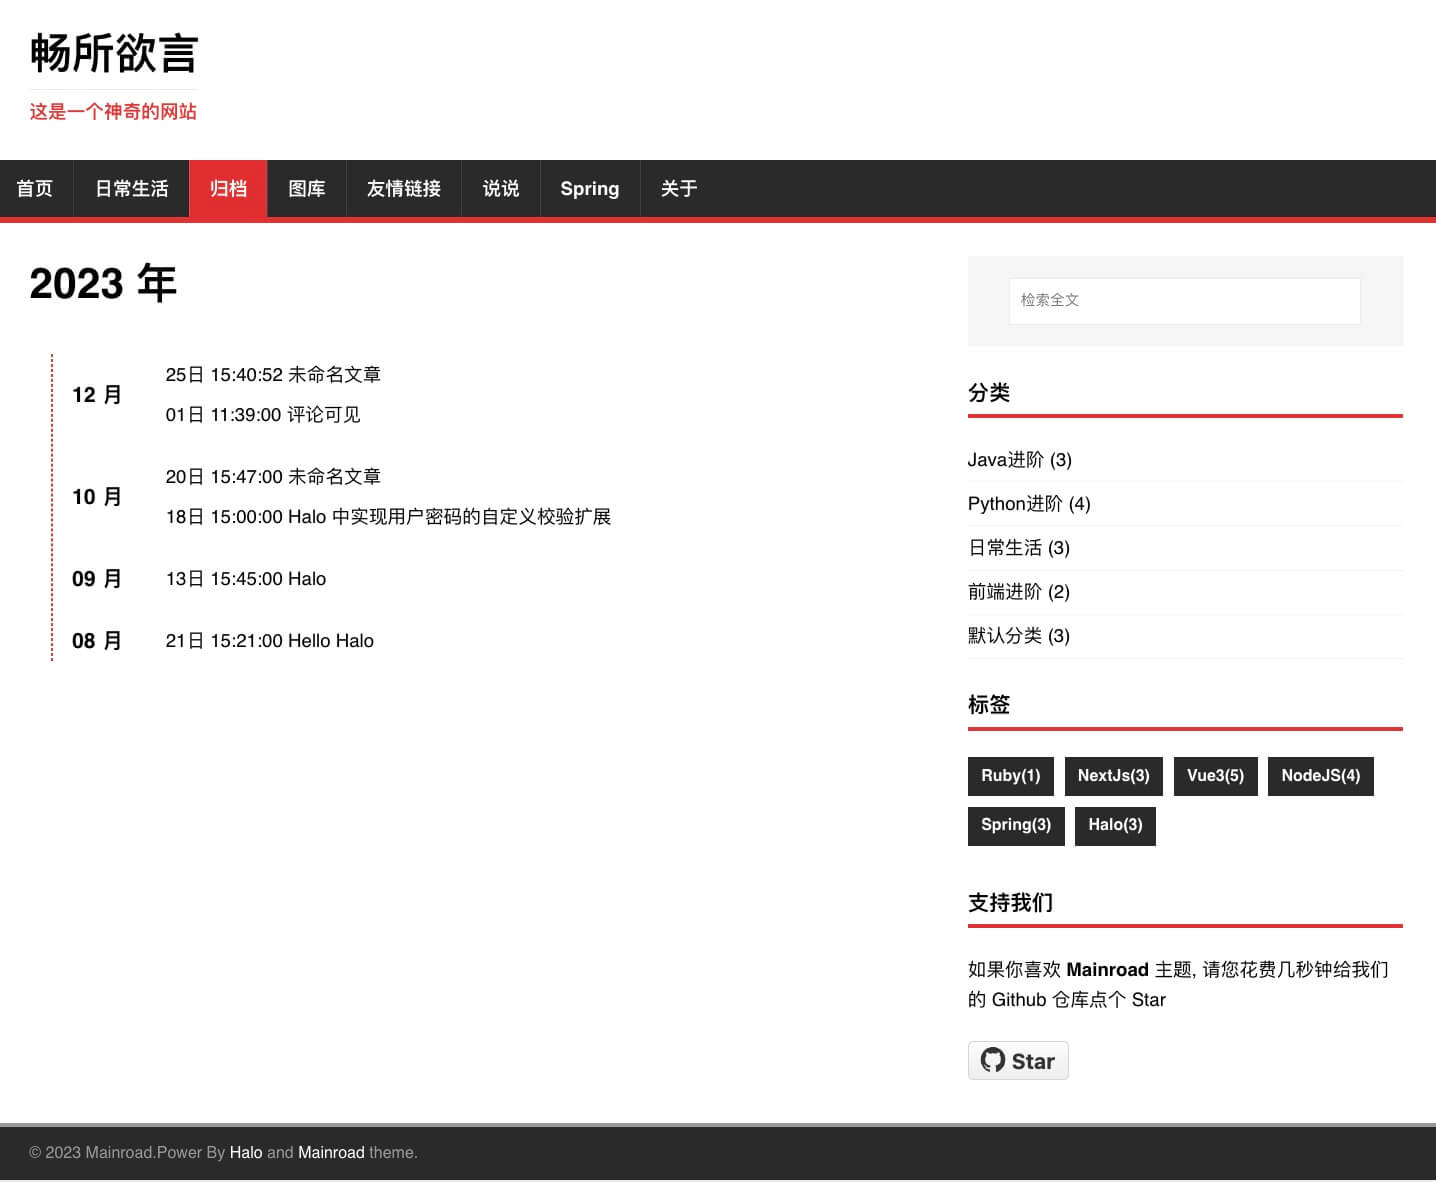 畅所欲言
这是一个神奇的网站
首页 日常生活 归档 图库 友情链接 说说 Spring 关于
2023 年
12 月
25日 15:40:52 未命名文章
01日 11:39:00 评论可见
10 月
20日 15:47:00 未命名文章
18日 15:00:00 Halo 中实现用户密码的自定义校验扩展
09 月
13日 15:45:00 Halo
08 月
21日 15:21:00 Hello Halo
检索全文
分类
Java进阶 (3)
Python进阶 (4)
日常生活 (3)
前端进阶 (2)
默认分类 (3)
标签
Ruby(1) NextJs(3) Vue3(5) NodeJS(4)
Spring(3) Halo(3)
支持我们
如果你喜欢 Mainroad 主题, 请您花费几秒钟给我们
的 Github 仓库点个 Star
Star
© 2023 Mainroad.Power By Halo and Mainroad theme.